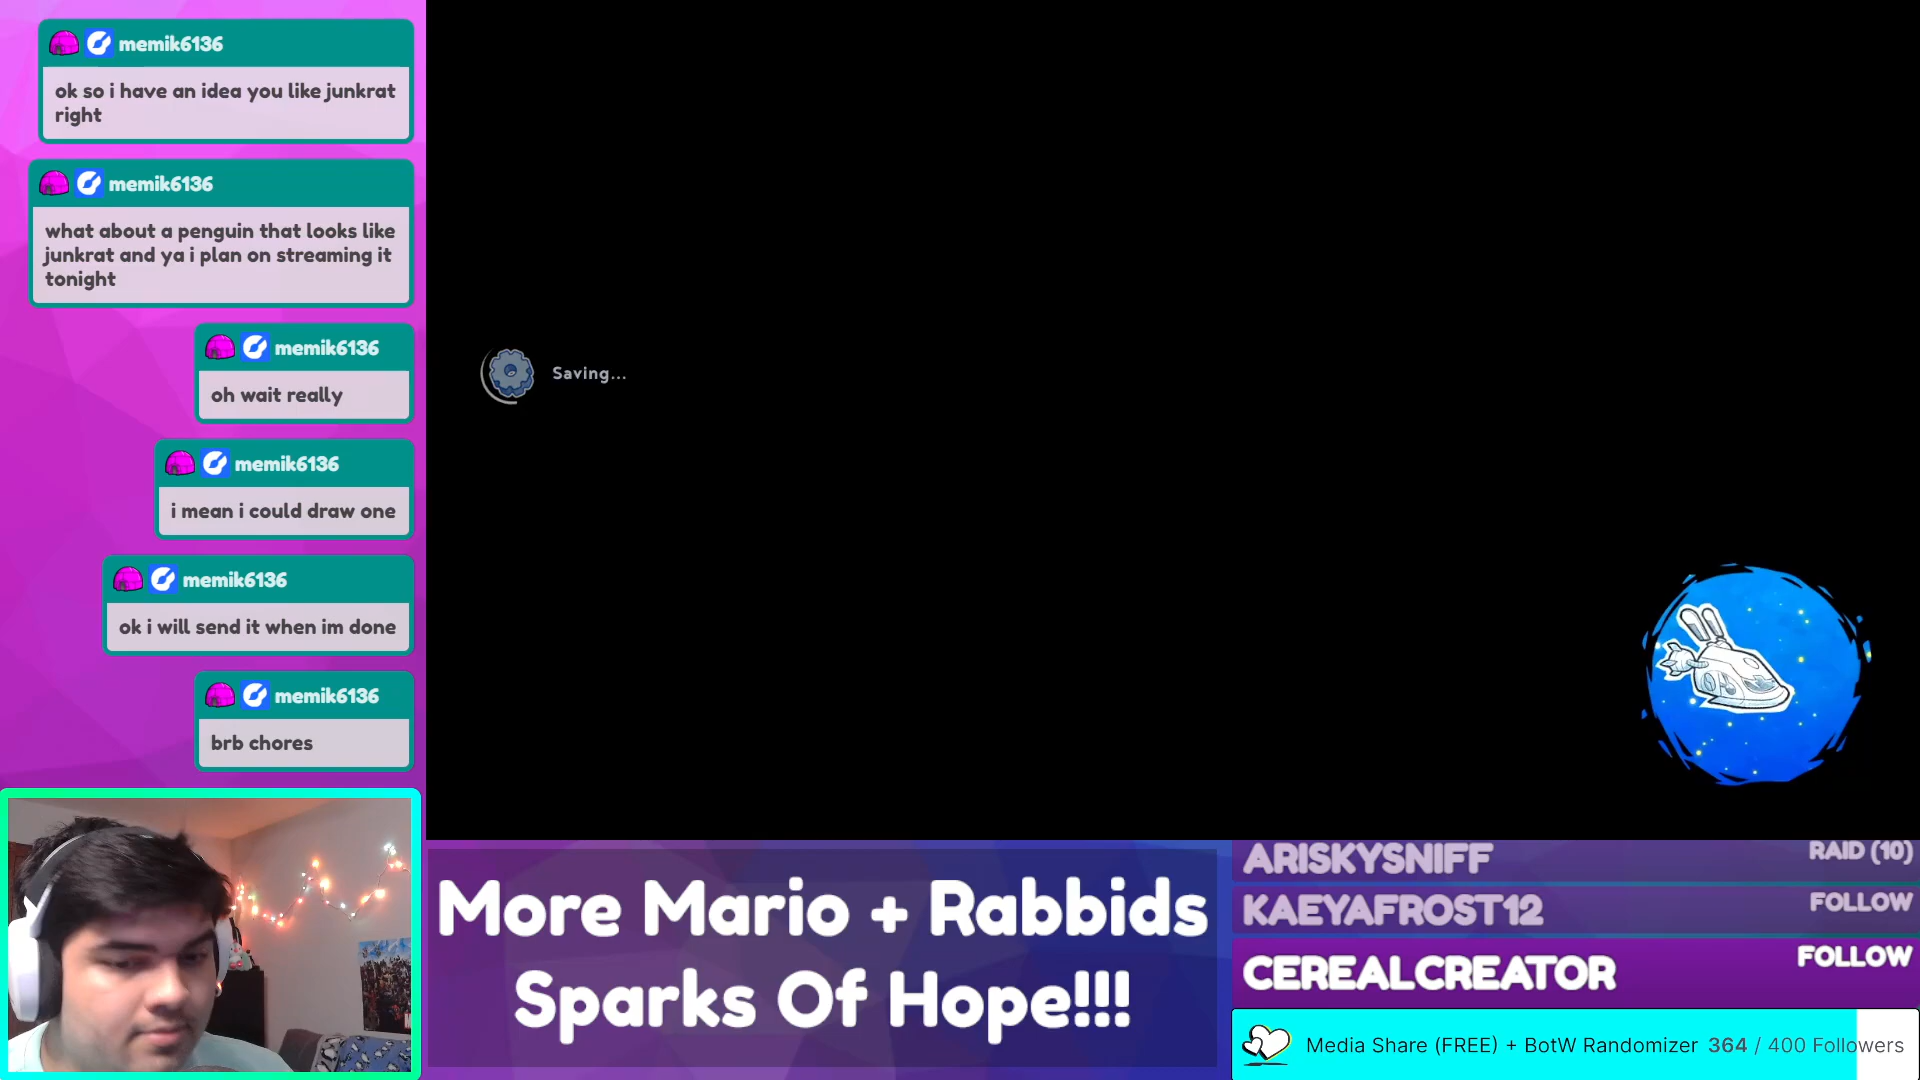 memik6136
ok so i have an idea you like junkrat
right
memik6136
what about a penguin that looks like
junkrat and ya i plan on streaming it
tonight
memik6136
oh wait really
memik6136
i mean i could draw one
memik6136
ok i will send it when im done
memik6136
brb chores
Saving...
More Mario + Rabbids
Sparks Of Hope!!!
ARISKYSNIFF RAID (10)
KAEYAFROST12 FOLLOW
CEREALCREATOR FOLLOW
Media Share (FREE) + BotW Randomizer 364 / 400 Followers